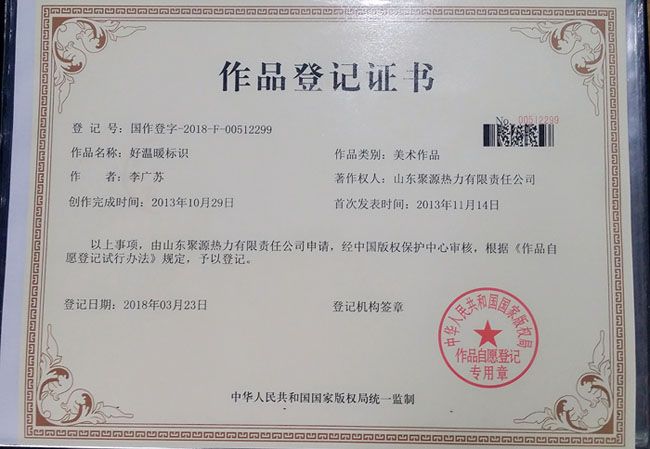 作品登记证书
No. 00512299
登 记 号：国作登字-2018-F-00512299
作品名称：好温暖标识
作品类别：美术作品
作 者：李广苏
著作权人：山东聚源热力有限责任公司
创作完成时间：2013年10月29日
首次发表时间：2013年11月14日
以上事项，由山东聚源热力有限责任公司申请，经中国版权保护中心审核，根据《作品自
愿登记试行办法》规定，予以登记。
登记日期：2018年03月23日
登记机构签章
中华人民共和国国家版权局
作品自愿登记
专用章
中华人民共和国国家版权局统一监制